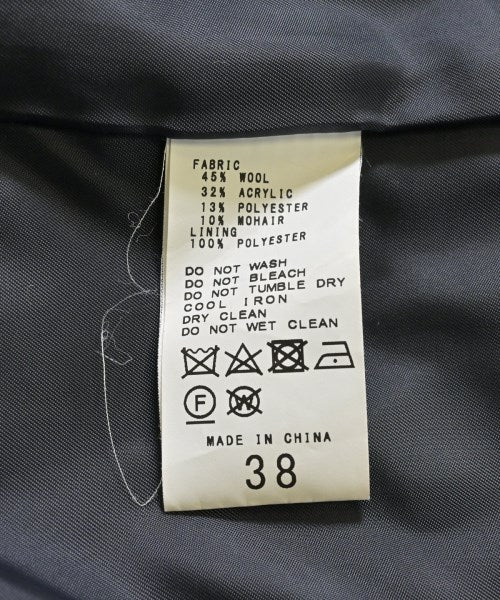 FABRIC
45% WOOL
32% ACRYLIC
13% POLYESTER
10% MOHAIR
LINING
100% POLYESTER
DO NOT WASH
DO NOT BLEACH
DO NOT TUMBLE DRY
COOL IRON
DRY CLEAN
DO NOT WET CLEAN
F W
MADE IN CHINA
38